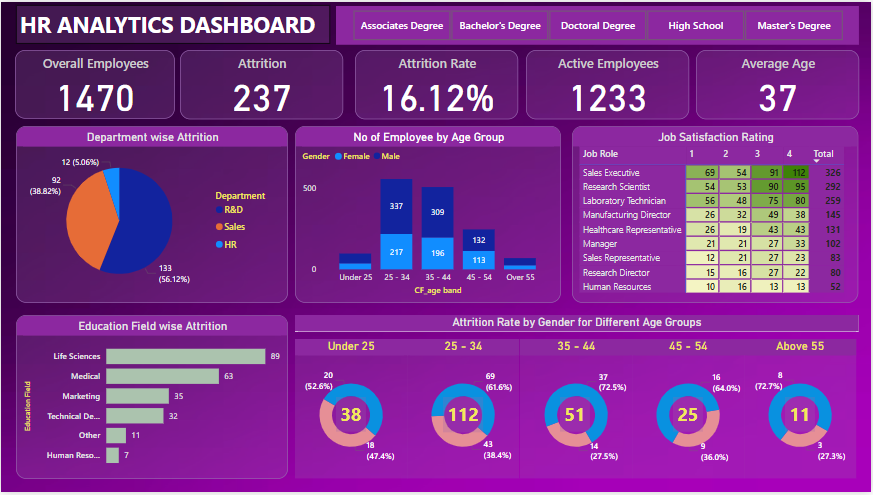 HR ANALYTICS DASHBOARD
Associates Degree Bachelor's Degree Doctoral Degree High School Master's Degree
Overall Employees
1470
Attrition
237
Attrition Rate
16.12%
Active Employees
1233
Average Age
37
Department wise Attrition
12 (5.06%)
92
(38.82%)
133
(56.12%)
Department
R&D
Sales
HR
No of Employee by Age Group
Gender Female Male
500
0
337
217
309
196
132
113
Under 25 25 - 34 35 - 44 45 - 54 Over 55
CF_age band
Job Satisfaction Rating
Job Role 1 2 3 4 Total
Sales Executive 69 54 91 112 326
Research Scientist 54 53 90 95 292
Laboratory Technician 56 48 75 80 259
Manufacturing Director 26 32 49 38 145
Healthcare Representative 26 19 43 43 131
Manager 21 21 27 33 102
Sales Representative 12 21 27 23 83
Research Director 15 16 27 22 80
Human Resources 10 16 13 13 52
Education Field wise Attrition
Education Field
Life Sciences 89
Medical 63
Marketing 35
Technical De... 32
Other 11
Human Reso... 7
Attrition Rate by Gender for Different Age Groups
Under 25
20
(52.6%)
38
18
(47.4%)
25 - 34
69
(61.6%)
112
43
(38.4%)
35 - 44
37
(72.5%)
51
14
(27.5%)
45 - 54
16
(64.0%)
25
9
(36.0%)
Above 55
8
(72.7%)
11
3
(27.3%)